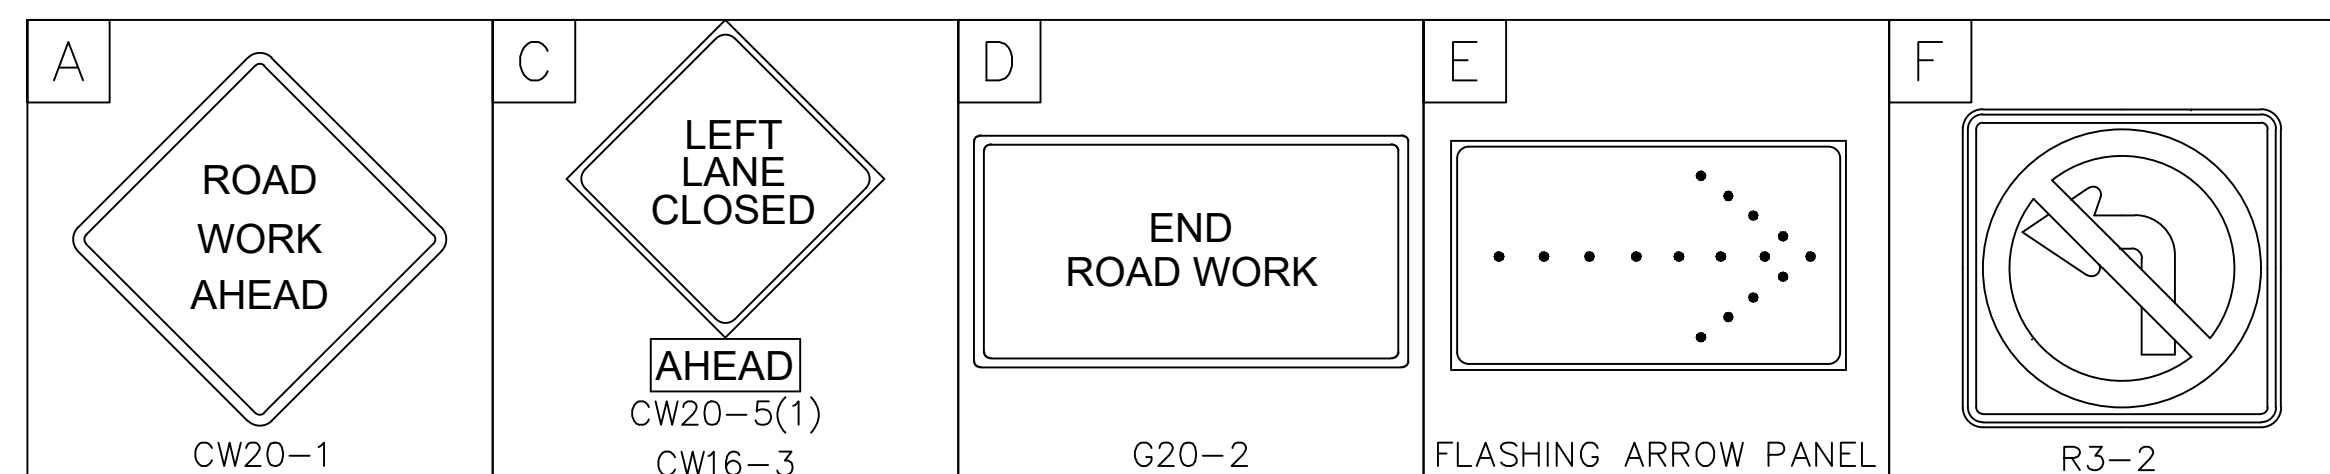 A
ROAD
WORK
AHEAD
CW20-1
C
LEFT
LANE
CLOSED
AHEAD
CW20-5(1)
CW16-3
D
END
ROAD WORK
G20-2
E
FLASHING ARROW PANEL
F
R3-2